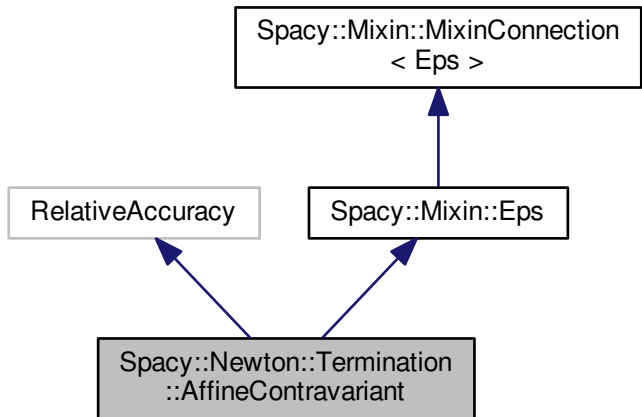 Spacy::Mixin::MixinConnection
< Eps >
RelativeAccuracy
Spacy::Mixin::Eps
Spacy::Newton::Termination
::AffineContravariant